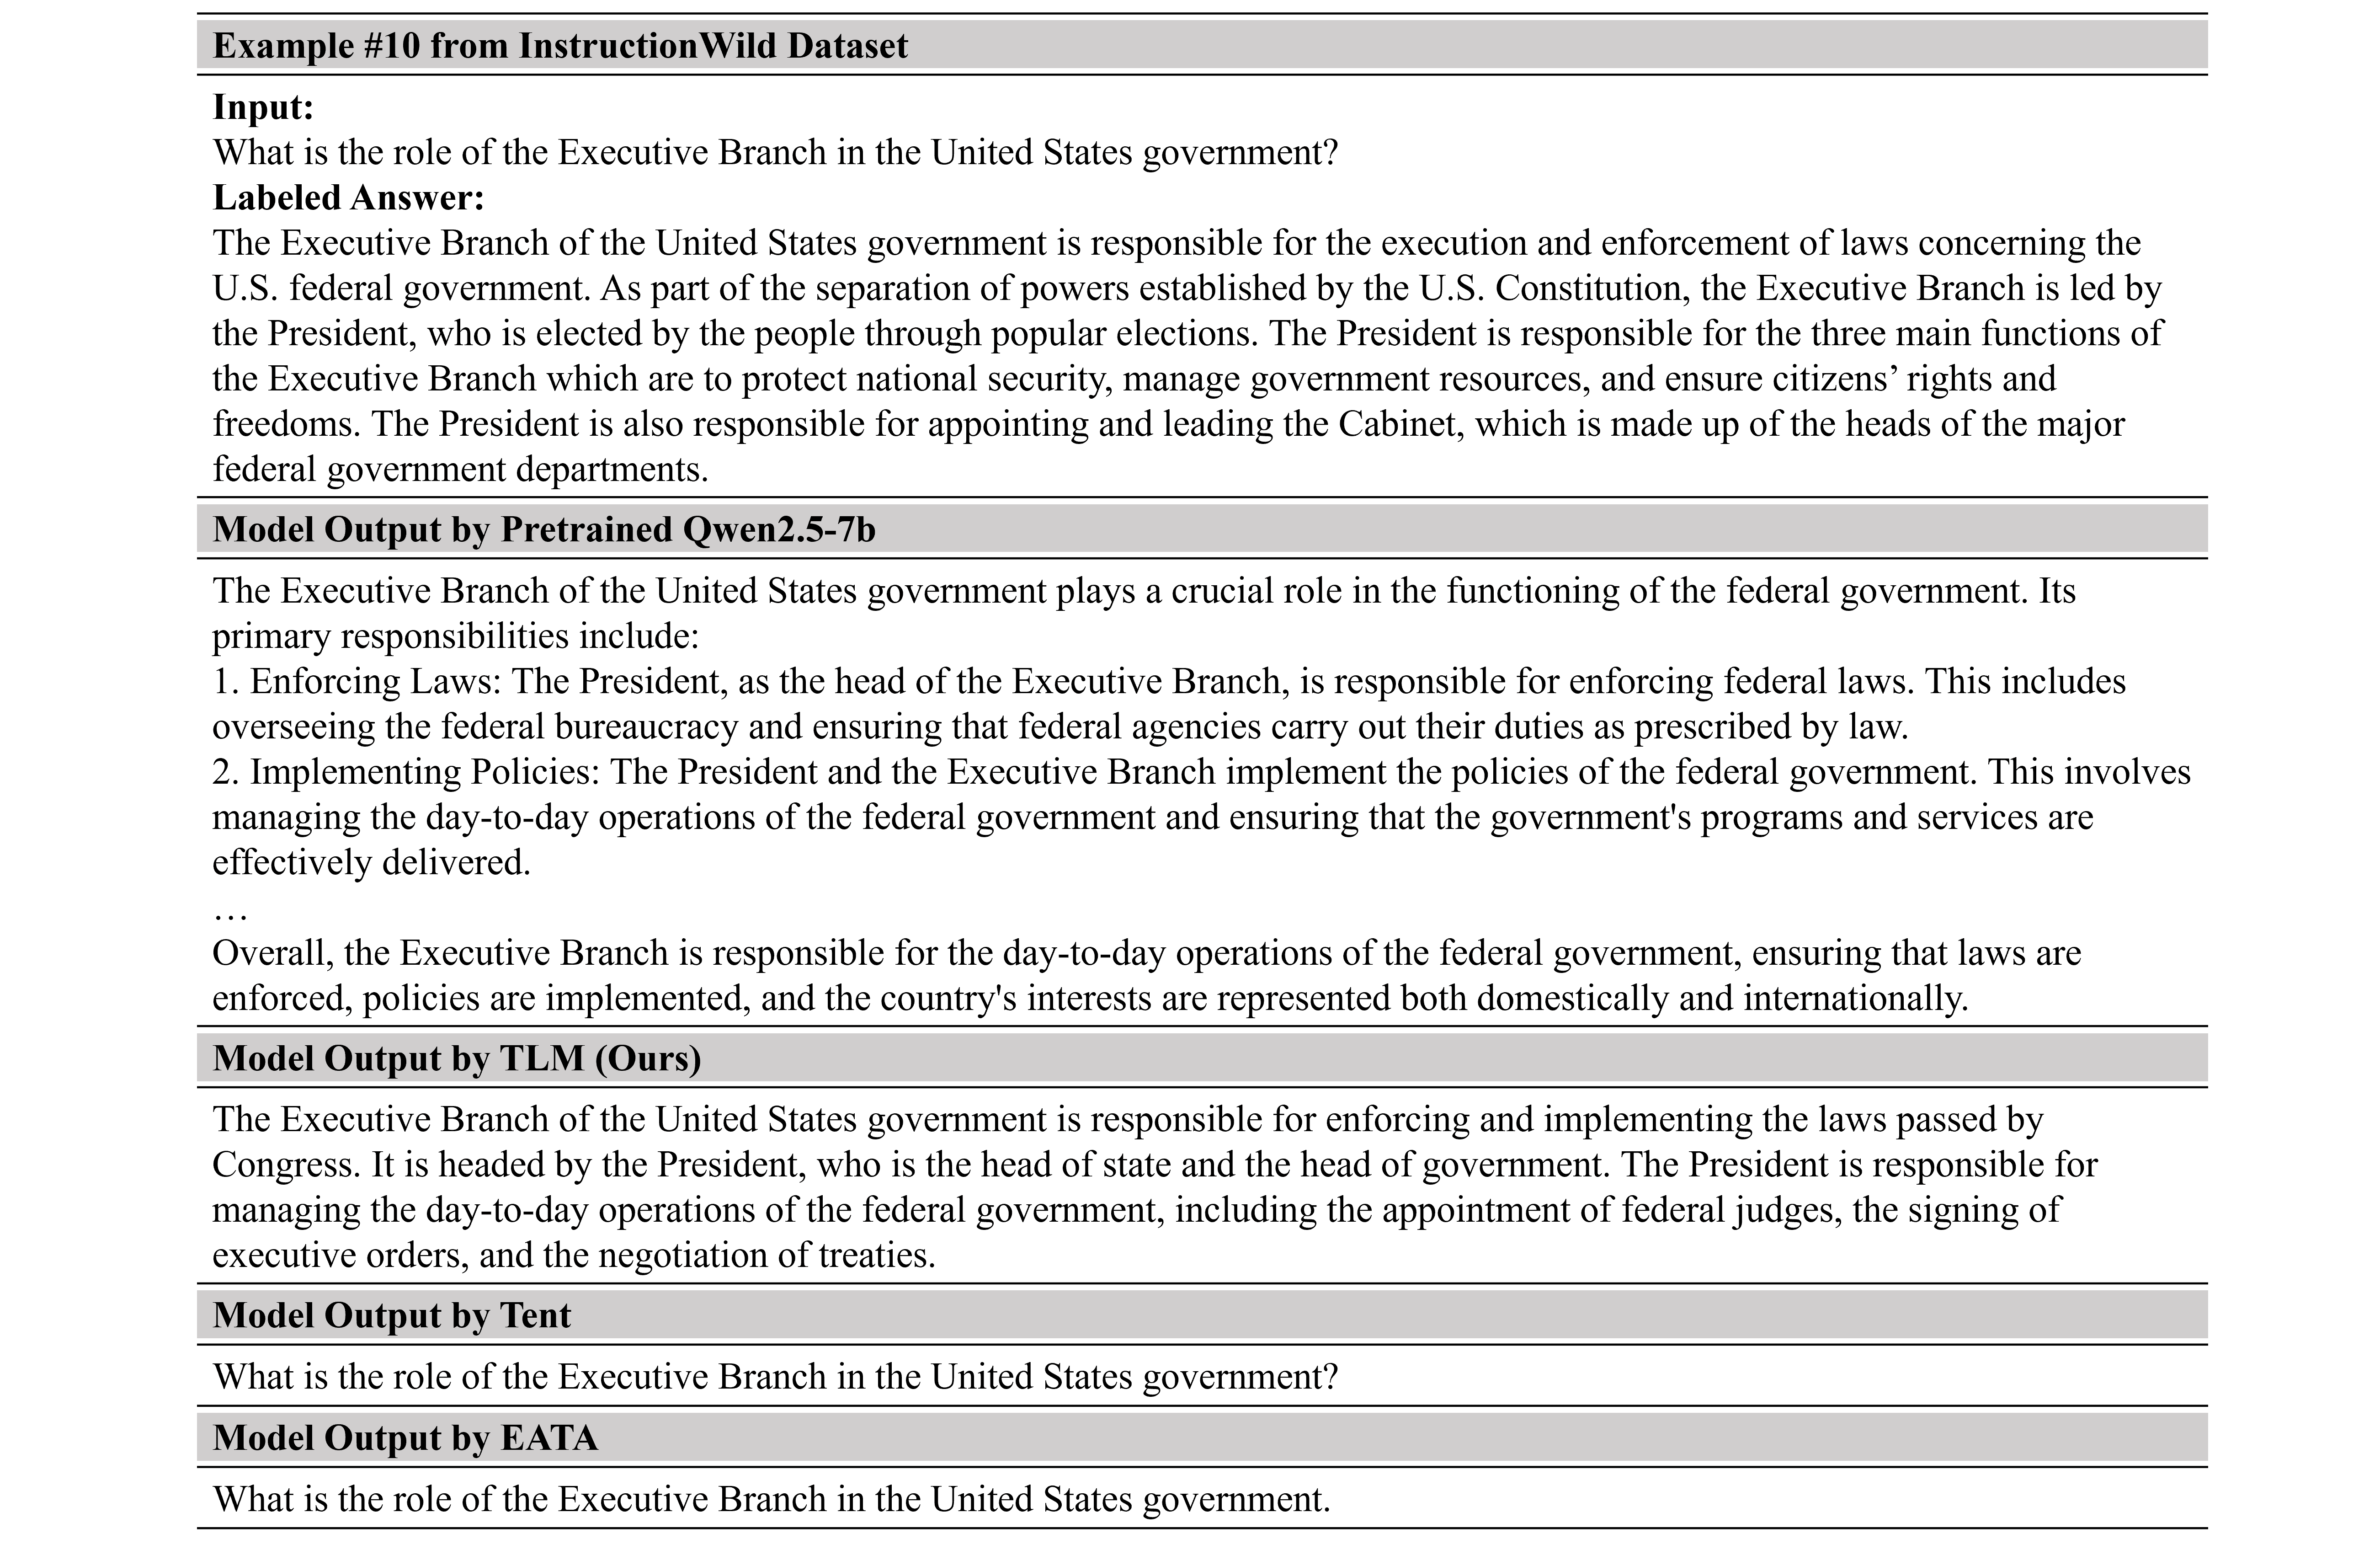 Example #10 from InstructionWild Dataset
Input:
What is the role of the Executive Branch in the United States government?
Labeled Answer:
The Executive Branch of the United States government is responsible for the execution and enforcement of laws concerning the
U.S. federal government. As part of the separation of powers established by the U.S. Constitution, the Executive Branch is led by
the President, who is elected by the people through popular elections. The President is responsible for the three main functions of
the Executive Branch which are to protect national security, manage government resources, and ensure citizens’ rights and
freedoms. The President is also responsible for appointing and leading the Cabinet, which is made up of the heads of the major
federal government departments.
Model Output by Pretrained Qwen2.5-7b
The Executive Branch of the United States government plays a crucial role in the functioning of the federal government. Its
primary responsibilities include:
1. Enforcing Laws: The President, as the head of the Executive Branch, is responsible for enforcing federal laws. This includes
overseeing the federal bureaucracy and ensuring that federal agencies carry out their duties as prescribed by law.
2. Implementing Policies: The President and the Executive Branch implement the policies of the federal government. This involves
managing the day-to-day operations of the federal government and ensuring that the government's programs and services are
effectively delivered.
…
Overall, the Executive Branch is responsible for the day-to-day operations of the federal government, ensuring that laws are
enforced, policies are implemented, and the country's interests are represented both domestically and internationally.
Model Output by TLM (Ours)
The Executive Branch of the United States government is responsible for enforcing and implementing the laws passed by
Congress. It is headed by the President, who is the head of state and the head of government. The President is responsible for
managing the day-to-day operations of the federal government, including the appointment of federal judges, the signing of
executive orders, and the negotiation of treaties.
Model Output by Tent
What is the role of the Executive Branch in the United States government?
Model Output by EATA
What is the role of the Executive Branch in the United States government.